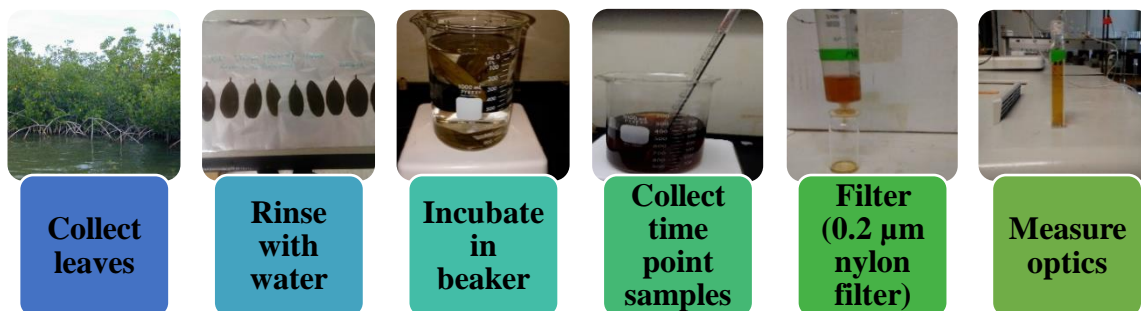 Collect
leaves
Rinse
with
water
Incubate
in
beaker
Collect
time
point
samples
Filter
(0.2 µm
nylon
filter)
Measure
optics